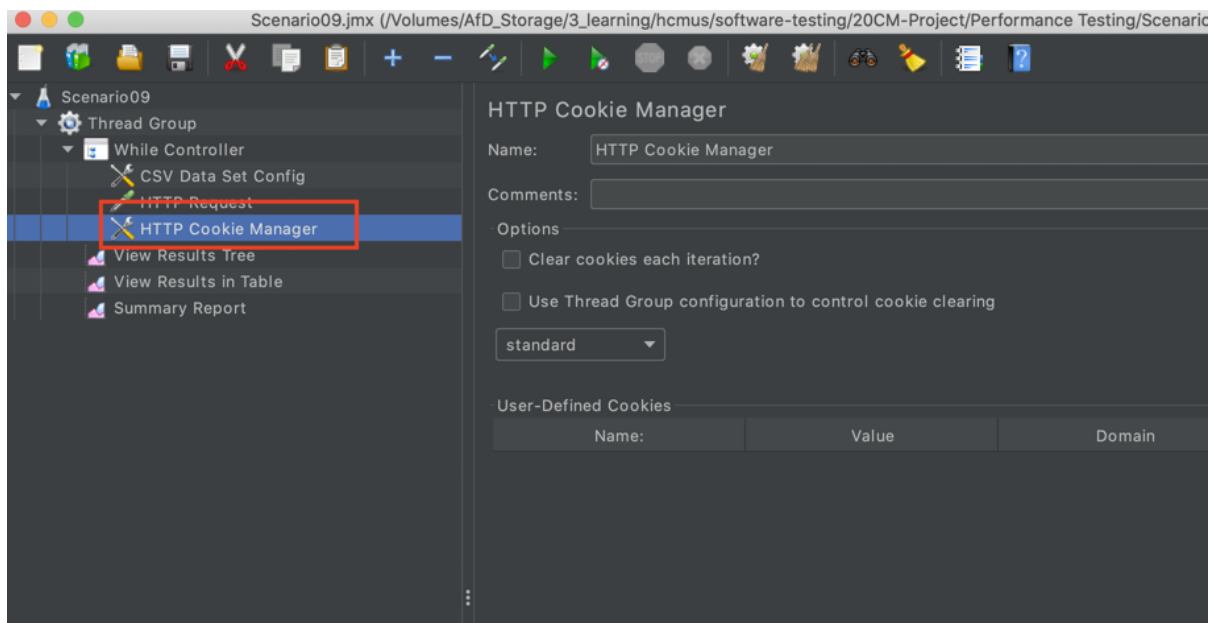 Scenario09.jmx (/Volumes/AfD_Storage/3_learning/hcmus/software-testing/20CM-Project/Performance Testing/Scenario
STOP
Scenario09
Thread Group
While Controller
CSV Data Set Config
HTTP Request
HTTP Cookie Manager
View Results Tree
View Results in Table
Summary Report
HTTP Cookie Manager
Name: HTTP Cookie Manager
Comments:
Options
Clear cookies each iteration?
Use Thread Group configuration to control cookie clearing
standard
User-Defined Cookies
Name: Value Domain